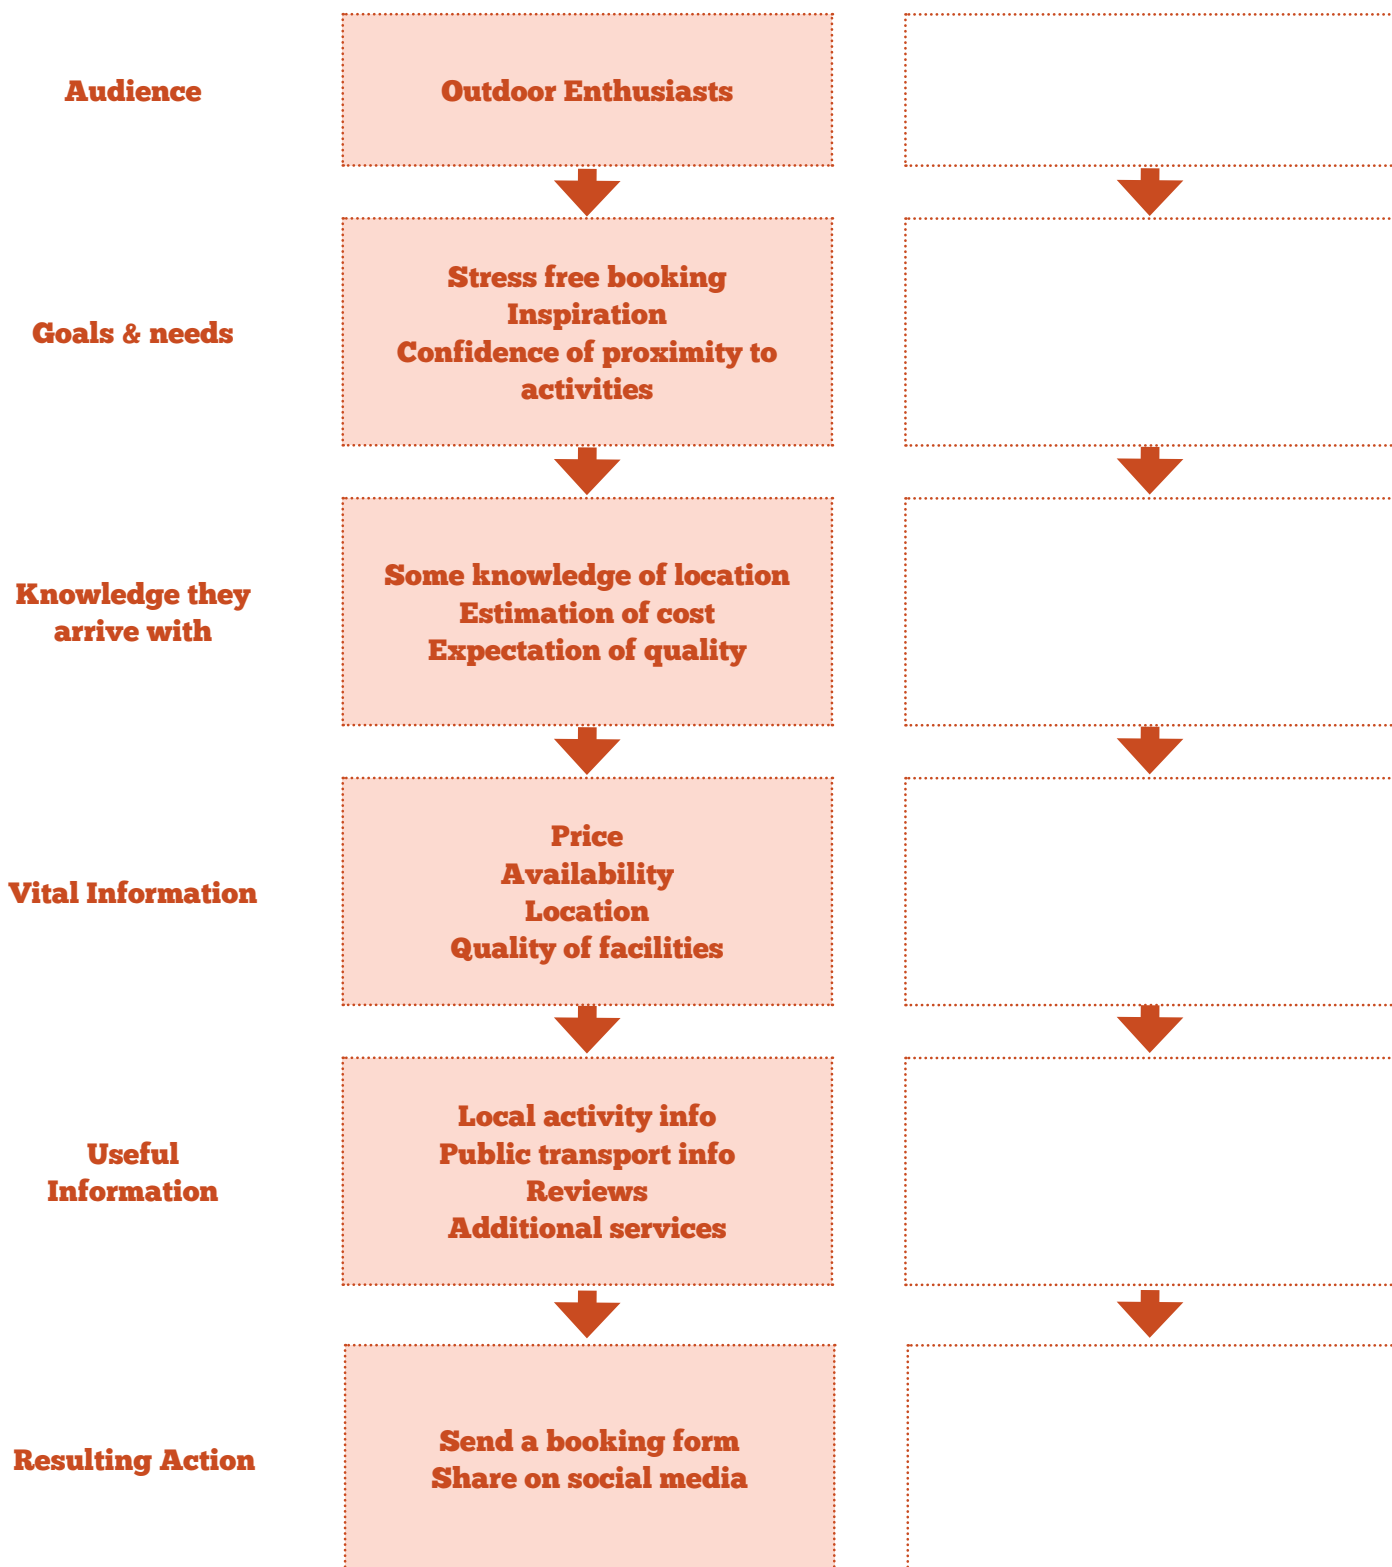 Audience
Outdoor Enthusiasts
Goals & needs
Stress free booking
Inspiration
Confidence of proximity to
activities
Knowledge they
arrive with
Some knowledge of location
Estimation of cost
Expectation of quality
Vital Information
Price
Availability
Location
Quality of facilities
Useful
Information
Local activity info
Public transport info
Reviews
Additional services
Resulting Action
Send a booking form
Share on social media